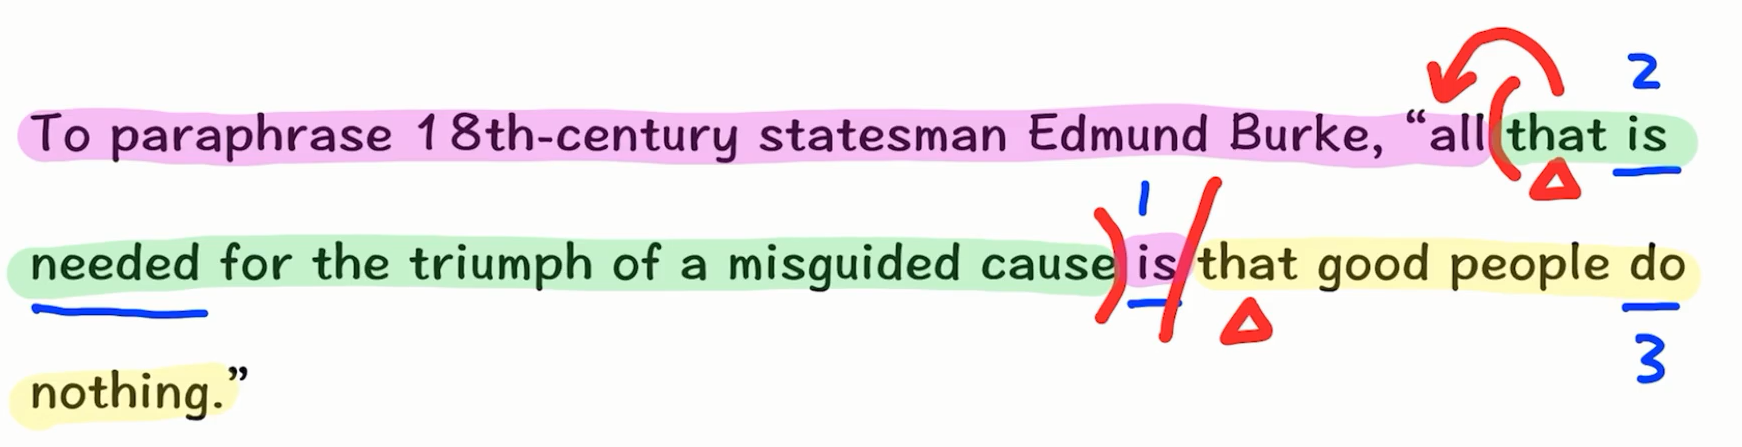 2
To paraphrase 18th-century statesman Edmund Burke, “all (that is
1
needed for the triumph of a misguided cause) is / that good people do
3
nothing.”